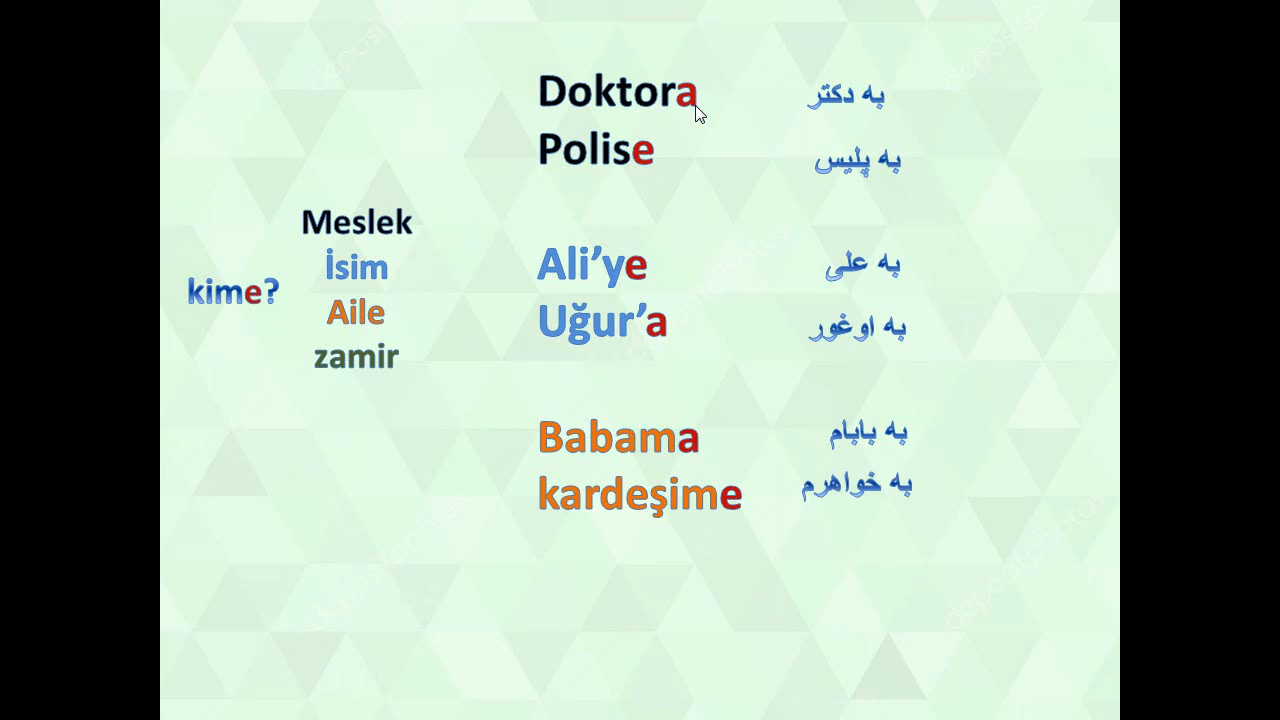 Doktora به دکتر
Polise به پلیس
Meslek
İsim
kime?
Aile
zamir
Ali’ye به علی
Uğur’a به اوغور
Babama به بابام
kardeşime به خواهرم